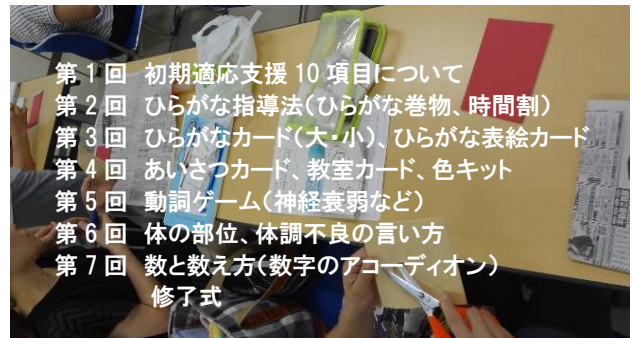 第1回 初期適応支援10項目について
第2回 ひらがな指導法(ひらがな巻物、時間割)
第3回 ひらがなカード(大・小)、ひらがな表絵カード
第4回 あいさつカード、教室カード、色キット
第5回 動詞ゲーム(神経衰弱など)
第6回 体の部位、体調不良の言い方
第7回 数と数え方(数字のアコーディオン)
修了式